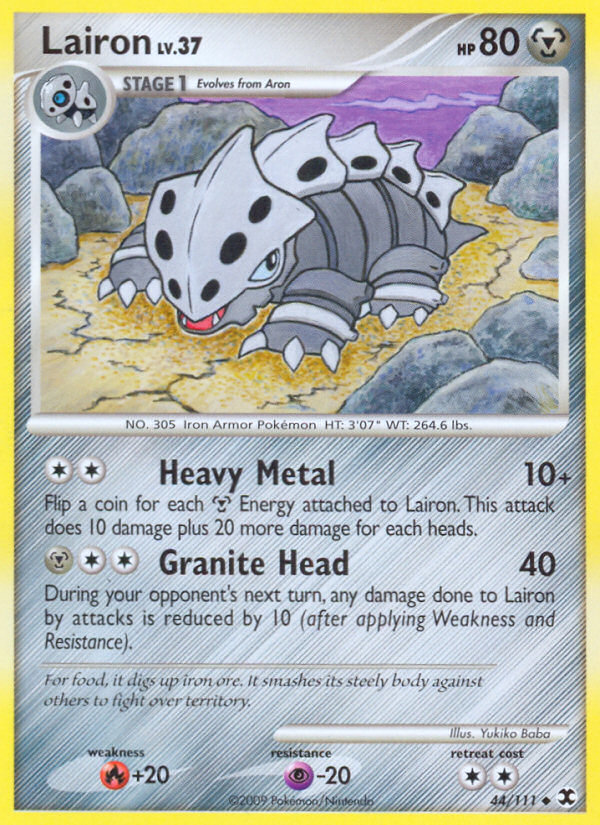 Lairon LV.37 HP 80
STAGE 1 Evolves from Aron
NO. 305 Iron Armor Pokémon HT: 3'07" WT: 264.6 lbs.
Heavy Metal 10+
Flip a coin for each Energy attached to Lairon. This attack
does 10 damage plus 20 more damage for each heads.
Granite Head 40
During your opponent's next turn, any damage done to Lairon
by attacks is reduced by 10 (after applying Weakness and
Resistance).
For food, it digs up iron ore. It smashes its steely body against
others to fight over territory.
Illus. Yukiko Baba
weakness resistance retreat cost
+20 -20
©2009 Pokémon/Nintendo 44/111